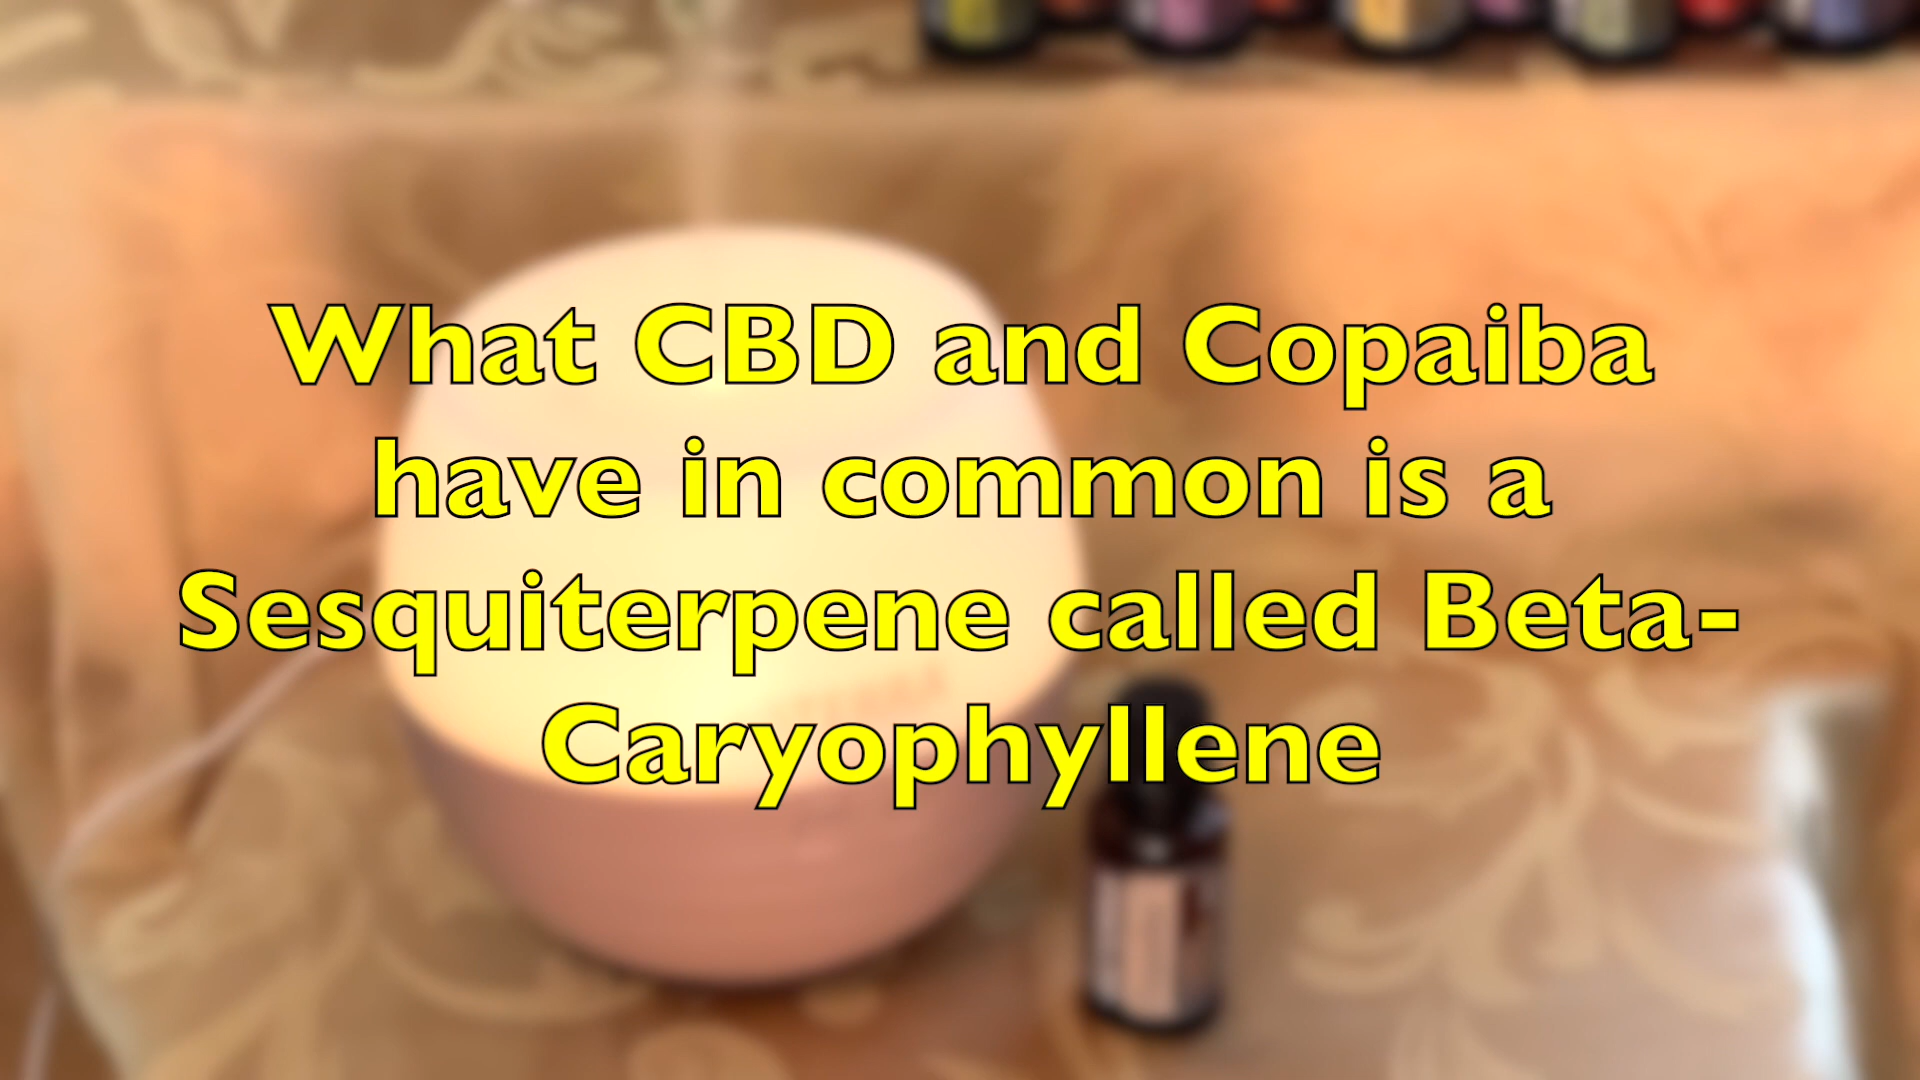 What CBD and Copaiba
have in common is a
Sesquiterpene called Beta-
Caryophyllene